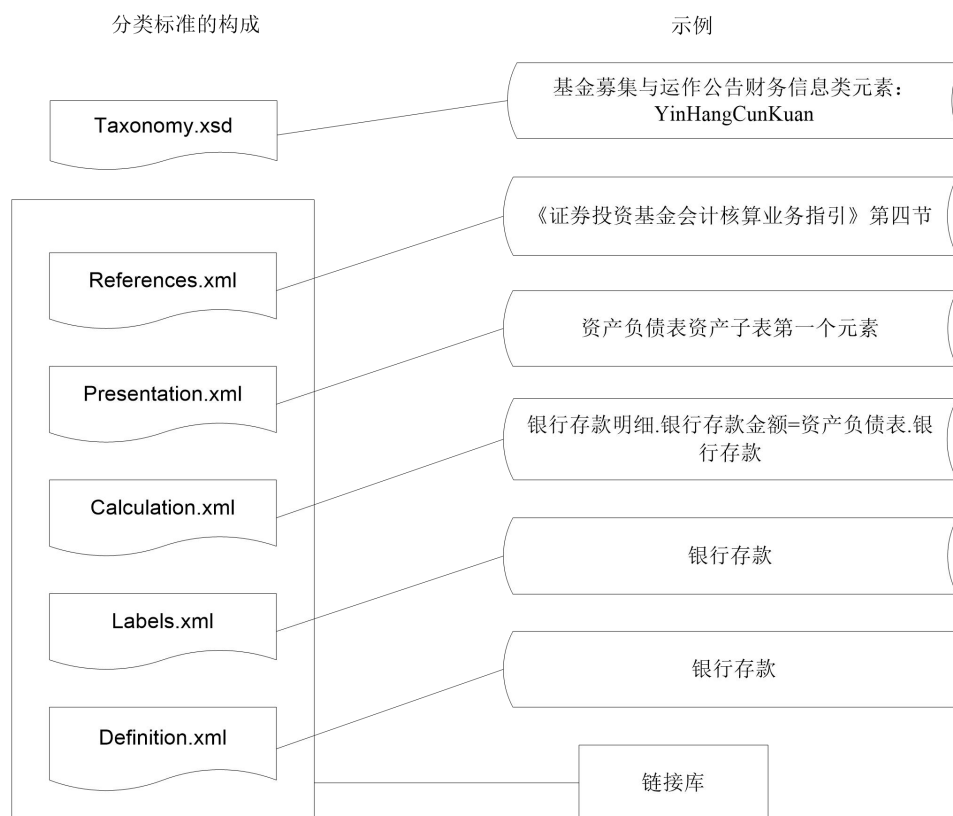 分类标准的构成
示例
Taxonomy.xsd
基金募集与运作公告财务信息类元素：
YinHangCunKuan
References.xml
《证券投资基金会计核算业务指引》第四节
Presentation.xml
资产负债表资产子表第一个元素
Calculation.xml
银行存款明细.银行存款金额=资产负债表.银
行存款
Labels.xml
银行存款
Definition.xml
银行存款
链接库